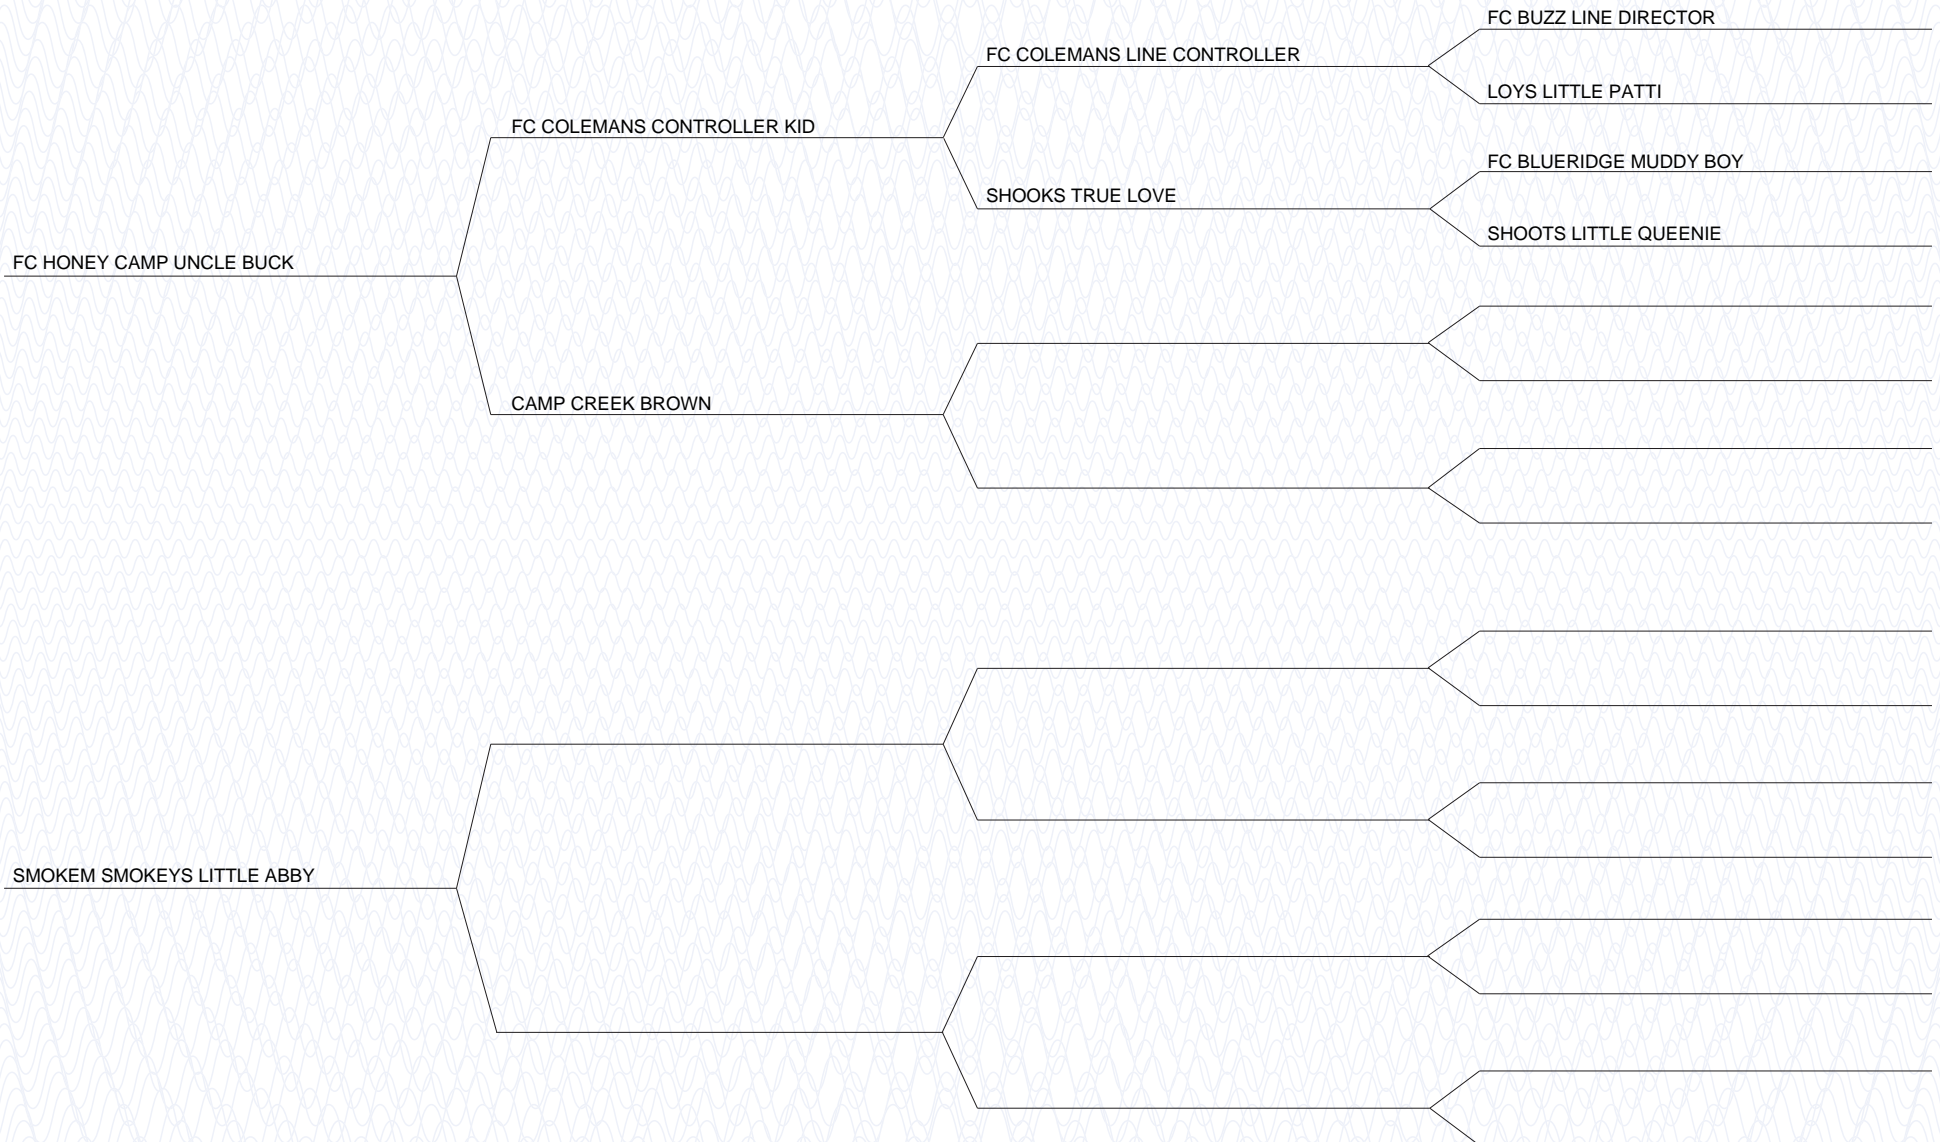 FC BUZZ LINE DIRECTOR
FC COLEMANS LINE CONTROLLER
LOYS LITTLE PATTI
FC COLEMANS CONTROLLER KID
FC BLUERIDGE MUDDY BOY
SHOOKS TRUE LOVE
SHOOTS LITTLE QUEENIE
FC HONEY CAMP UNCLE BUCK
CAMP CREEK BROWN
SMOKEM SMOKEYS LITTLE ABBY